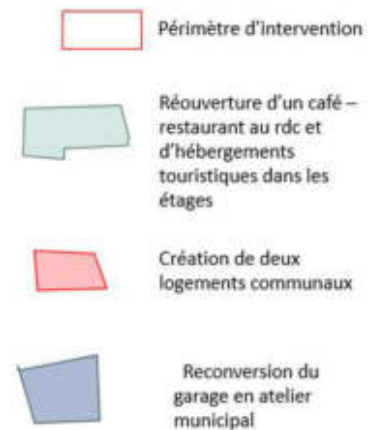 Périmètre d'intervention
Réouverture d'un café –
restaurant au rdc et
d'hébergements
touristiques dans les
étages
Création de deux
logements communaux
Reconversion du
garage en atelier
municipal